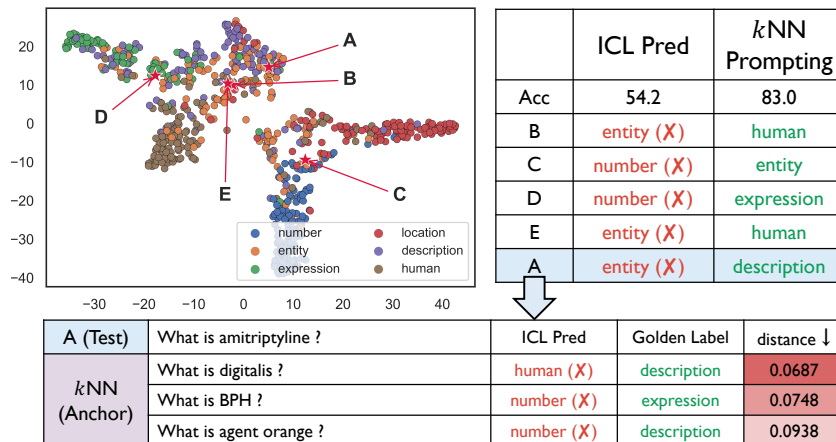 20
10
0
−10
−20
−30
−40
−30 −20 −10 0 10 20 30 40
A
B
D
E
C
number location
entity description
expression human
ICL Pred kNN Prompting
Acc 54.2 83.0
B entity (✗) human
C number (✗) entity
D number (✗) expression
E entity (✗) human
A entity (✗) description
A (Test) What is amitriptyline ? ICL Pred Golden Label distance ↓
kNN (Anchor)
What is digitalis ? human (✗) description 0.0687
What is BPH ? number (✗) expression 0.0748
What is agent orange ? number (✗) description 0.0938